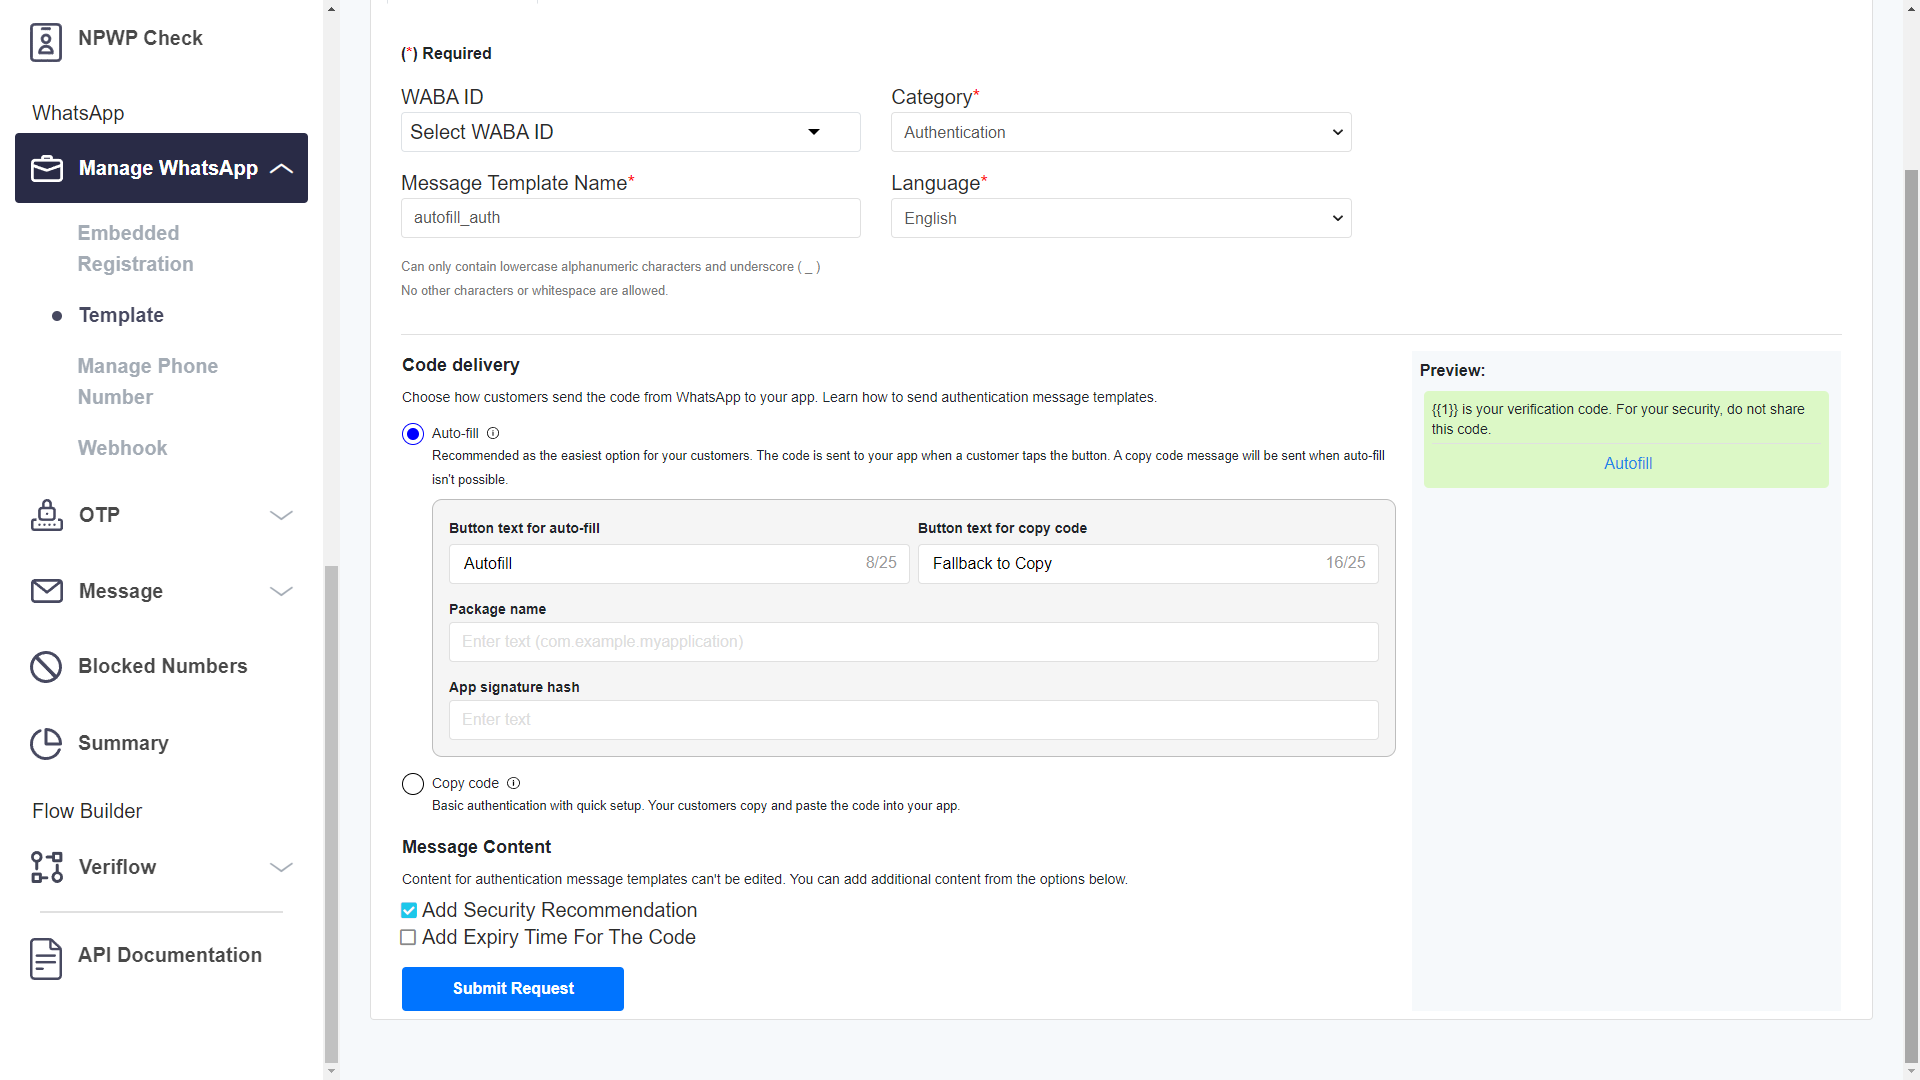 NPWP Check
WhatsApp
Manage WhatsApp
Embedded
Registration
Template
Manage Phone
Number
Webhook
OTP
Message
Blocked Numbers
Summary
Flow Builder
Veriflow
API Documentation
(*) Required
WABA ID
Select WABA ID
Category*
Authentication
Message Template Name*
autofill_auth
Language*
English
Can only contain lowercase alphanumeric characters and underscore ( _ )
No other characters or whitespace are allowed.
Code delivery
Choose how customers send the code from WhatsApp to your app. Learn how to send authentication message templates.
Auto-fill
Recommended as the easiest option for your customers. The code is sent to your app when a customer taps the button. A copy code message will be sent when auto-fill
isn't possible.
Button text for auto-fill
Autofill 8/25
Button text for copy code
Fallback to Copy 16/25
Package name
Enter text (com.example.myapplication)
App signature hash
Enter text
Copy code
Basic authentication with quick setup. Your customers copy and paste the code into your app.
Message Content
Content for authentication message templates can't be edited. You can add additional content from the options below.
Add Security Recommendation
Add Expiry Time For The Code
Submit Request
Preview:
{{1}} is your verification code. For your security, do not share
this code.
Autofill